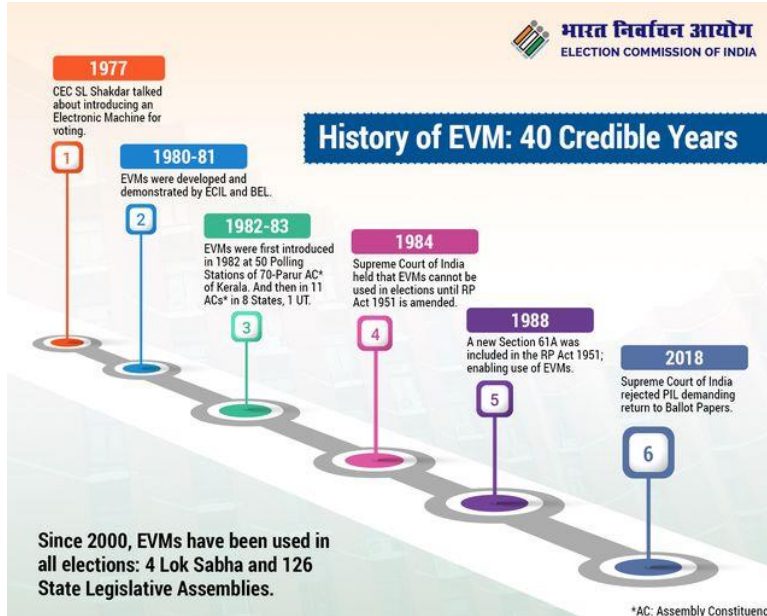 भारत निर्वाचन आयोग
ELECTION COMMISSION OF INDIA
History of EVM: 40 Credible Years
1977
CEC SL Shakdar talked
about introducing an
Electronic Machine for
voting.
1
1980-81
EVMs were developed and
demonstrated by ECIL and BEL.
2
1982-83
EVMs were first introduced
in 1982 at 50 Polling
Stations of 70-Parur AC*
of Kerala. And then in 11
ACs* in 8 States, 1 UT.
3
1984
Supreme Court of India
held that EVMs cannot be
used in elections until RP
Act 1951 is amended.
4
1988
A new Section 61A was
included in the RP Act 1951;
enabling use of EVMs.
5
2018
Supreme Court of India
rejected PIL demanding
return to Ballot Papers.
6
Since 2000, EVMs have been used in
all elections: 4 Lok Sabha and 126
State Legislative Assemblies.
*AC: Assembly Constituenc